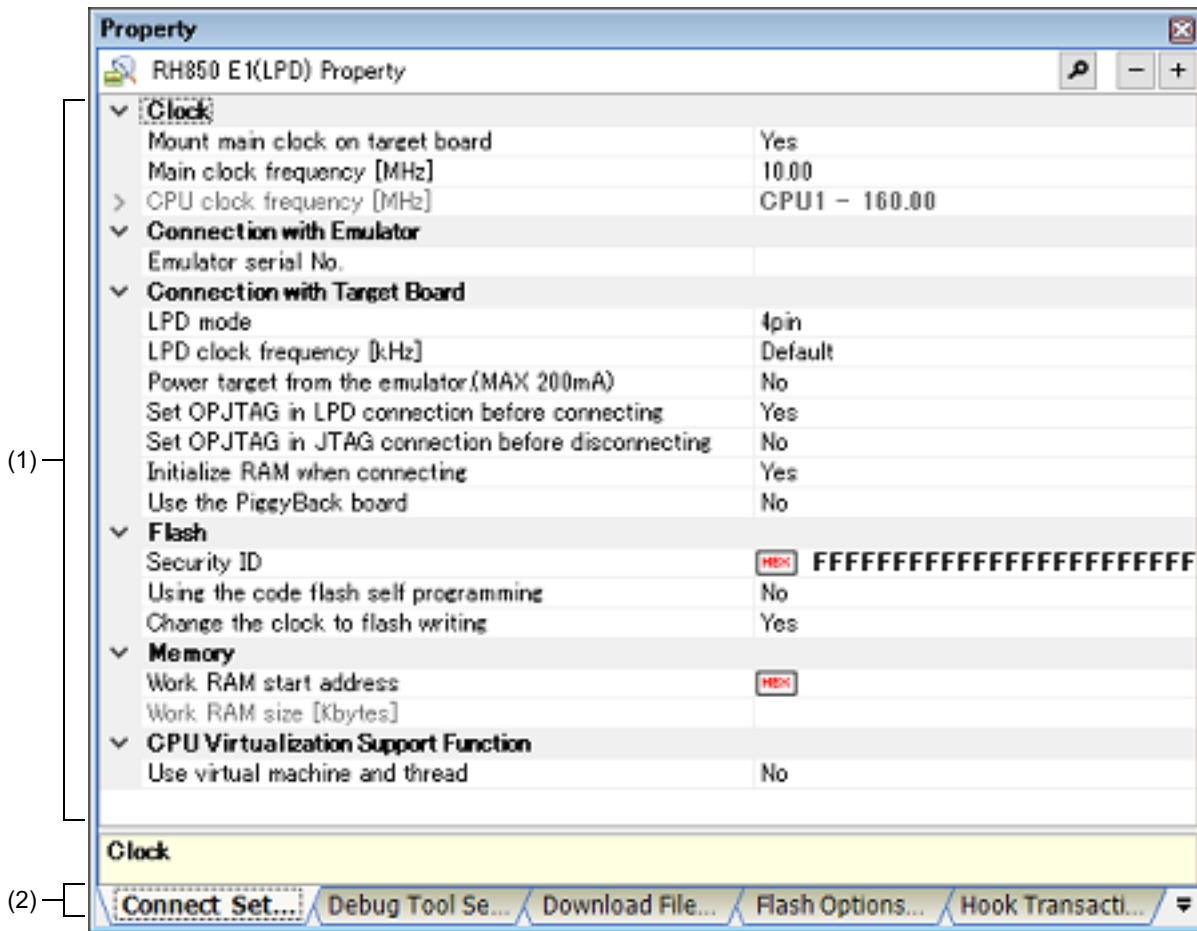 Property
RH850 E1(LPD) Property
Clock
Mount main clock on target board Yes
Main clock frequency [MHz] 10.00
CPU clock frequency [MHz] CPU1 - 160.00
Connection with Emulator
Emulator serial No.
Connection with Target Board
LPD mode 4pin
LPD clock frequency [kHz] Default
Power target from the emulator.(MAX 200mA) No
Set OPJTAG in LPD connection before connecting Yes
(1)
Set OPJTAG in JTAG connection before disconnecting No
Initialize RAM when connecting Yes
Use the PiggyBack board No
Flash
Security ID HEX FFFFFFFFFFFFFFFFFFFFFFFF
Using the code flash self programming No
Change the clock to flash writing Yes
Memory
Work RAM start address HEX
Work RAM size [Kbytes]
CPU Virtualization Support Function
Use virtual machine and thread No
Clock
(2)
Connect Set... Debug Tool Se... Download File... Flash Options... Hook Transacti...